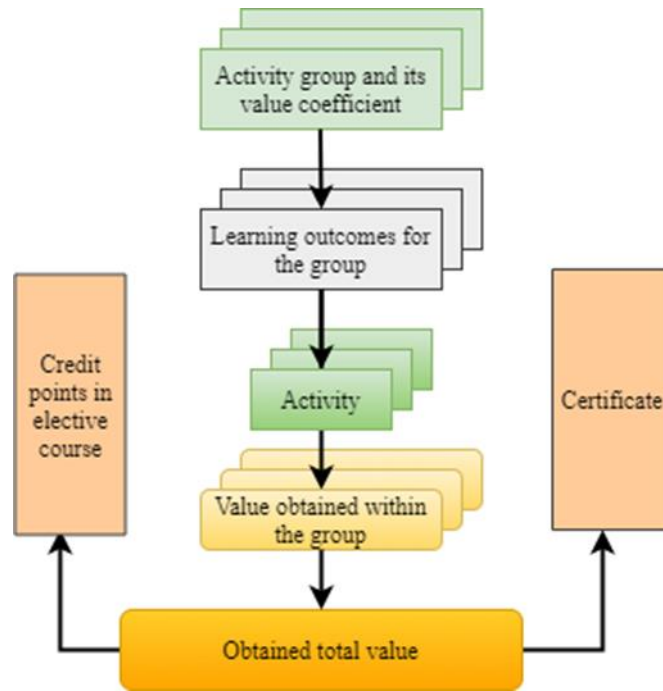 Activity group and its
value coefficient
Learning outcomes for
the group
Credit
points in
elective
course
Activity
Certificate
Value obtained within
the group
Obtained total value